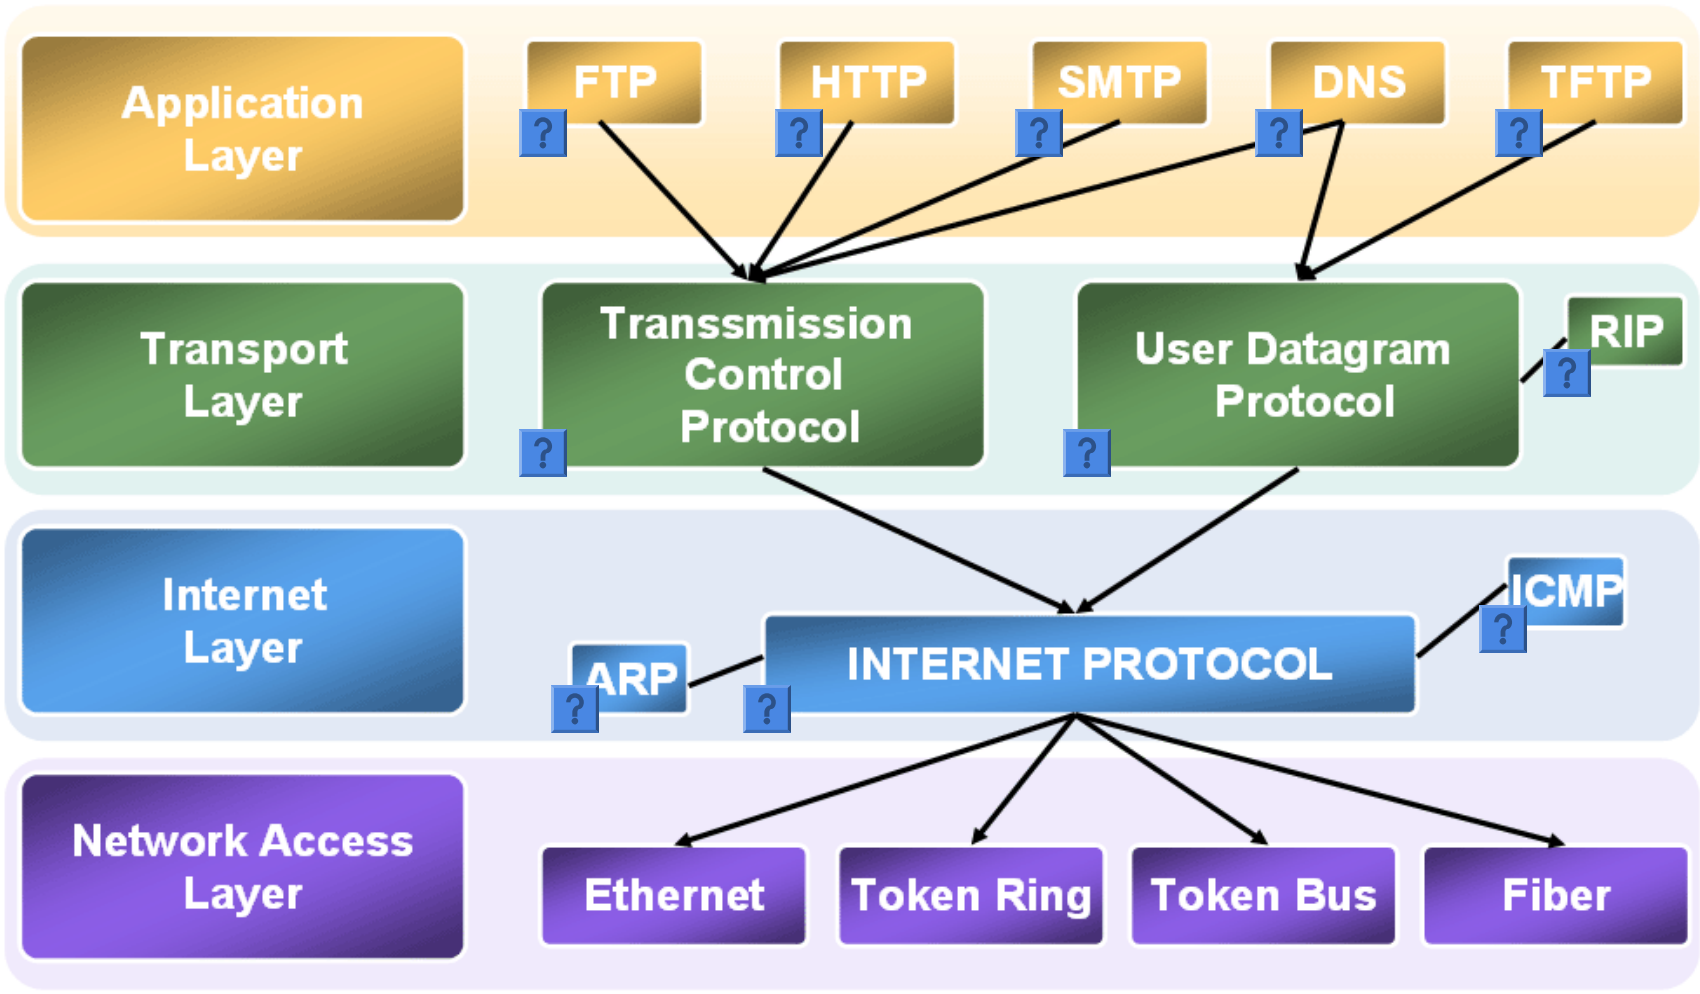 Application
Layer
FTP
HTTP
SMTP
DNS
TFTP
?
?
?
?
?
Transport
Layer
Transsmission
Control
Protocol
?
User Datagram
Protocol
?
RIP
?
Internet
Layer
ARP
?
INTERNET PROTOCOL
?
ICMP
?
Network Access
Layer
Ethernet
Token Ring
Token Bus
Fiber